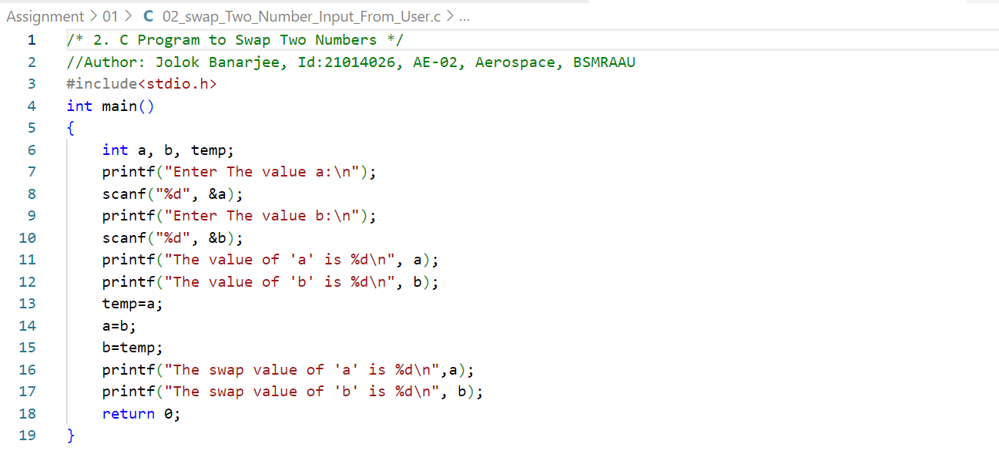 Assignment > 01 > C 02_swap_Two_Number_Input_From_User.c > ...
1 /* 2. C Program to Swap Two Numbers */
2 //Author: Jolok Banarjee, Id:21014026, AE-02, Aerospace, BSMRAAU
3 #include<stdio.h>
4 int main()
5 {
6     int a, b, temp;
7     printf("Enter The value a:\n");
8     scanf("%d", &a);
9     printf("Enter The value b:\n");
10     scanf("%d", &b);
11     printf("The value of 'a' is %d\n", a);
12     printf("The value of 'b' is %d\n", b);
13     temp=a;
14     a=b;
15     b=temp;
16     printf("The swap value of 'a' is %d\n",a);
17     printf("The swap value of 'b' is %d\n", b);
18     return 0;
19 }